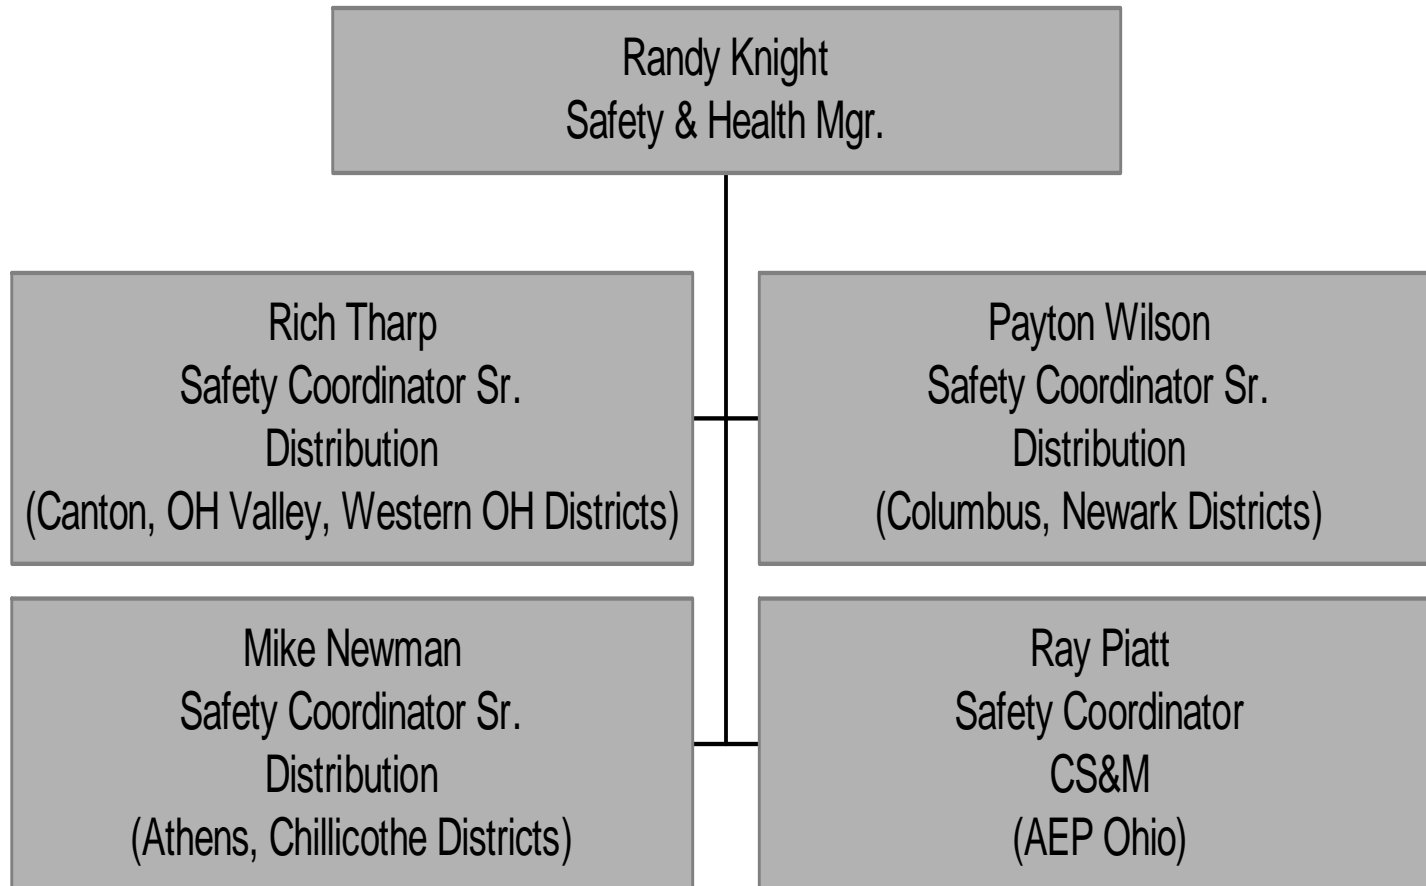 Randy Knight
Safety & Health Mgr.
Rich Tharp
Safety Coordinator Sr.
Distribution
(Canton, OH Valley, Western OH Districts)
Payton Wilson
Safety Coordinator Sr.
Distribution
(Columbus, Newark Districts)
Mike Newman
Safety Coordinator Sr.
Distribution
(Athens, Chillicothe Districts)
Ray Piatt
Safety Coordinator
CS&M
(AEP Ohio)